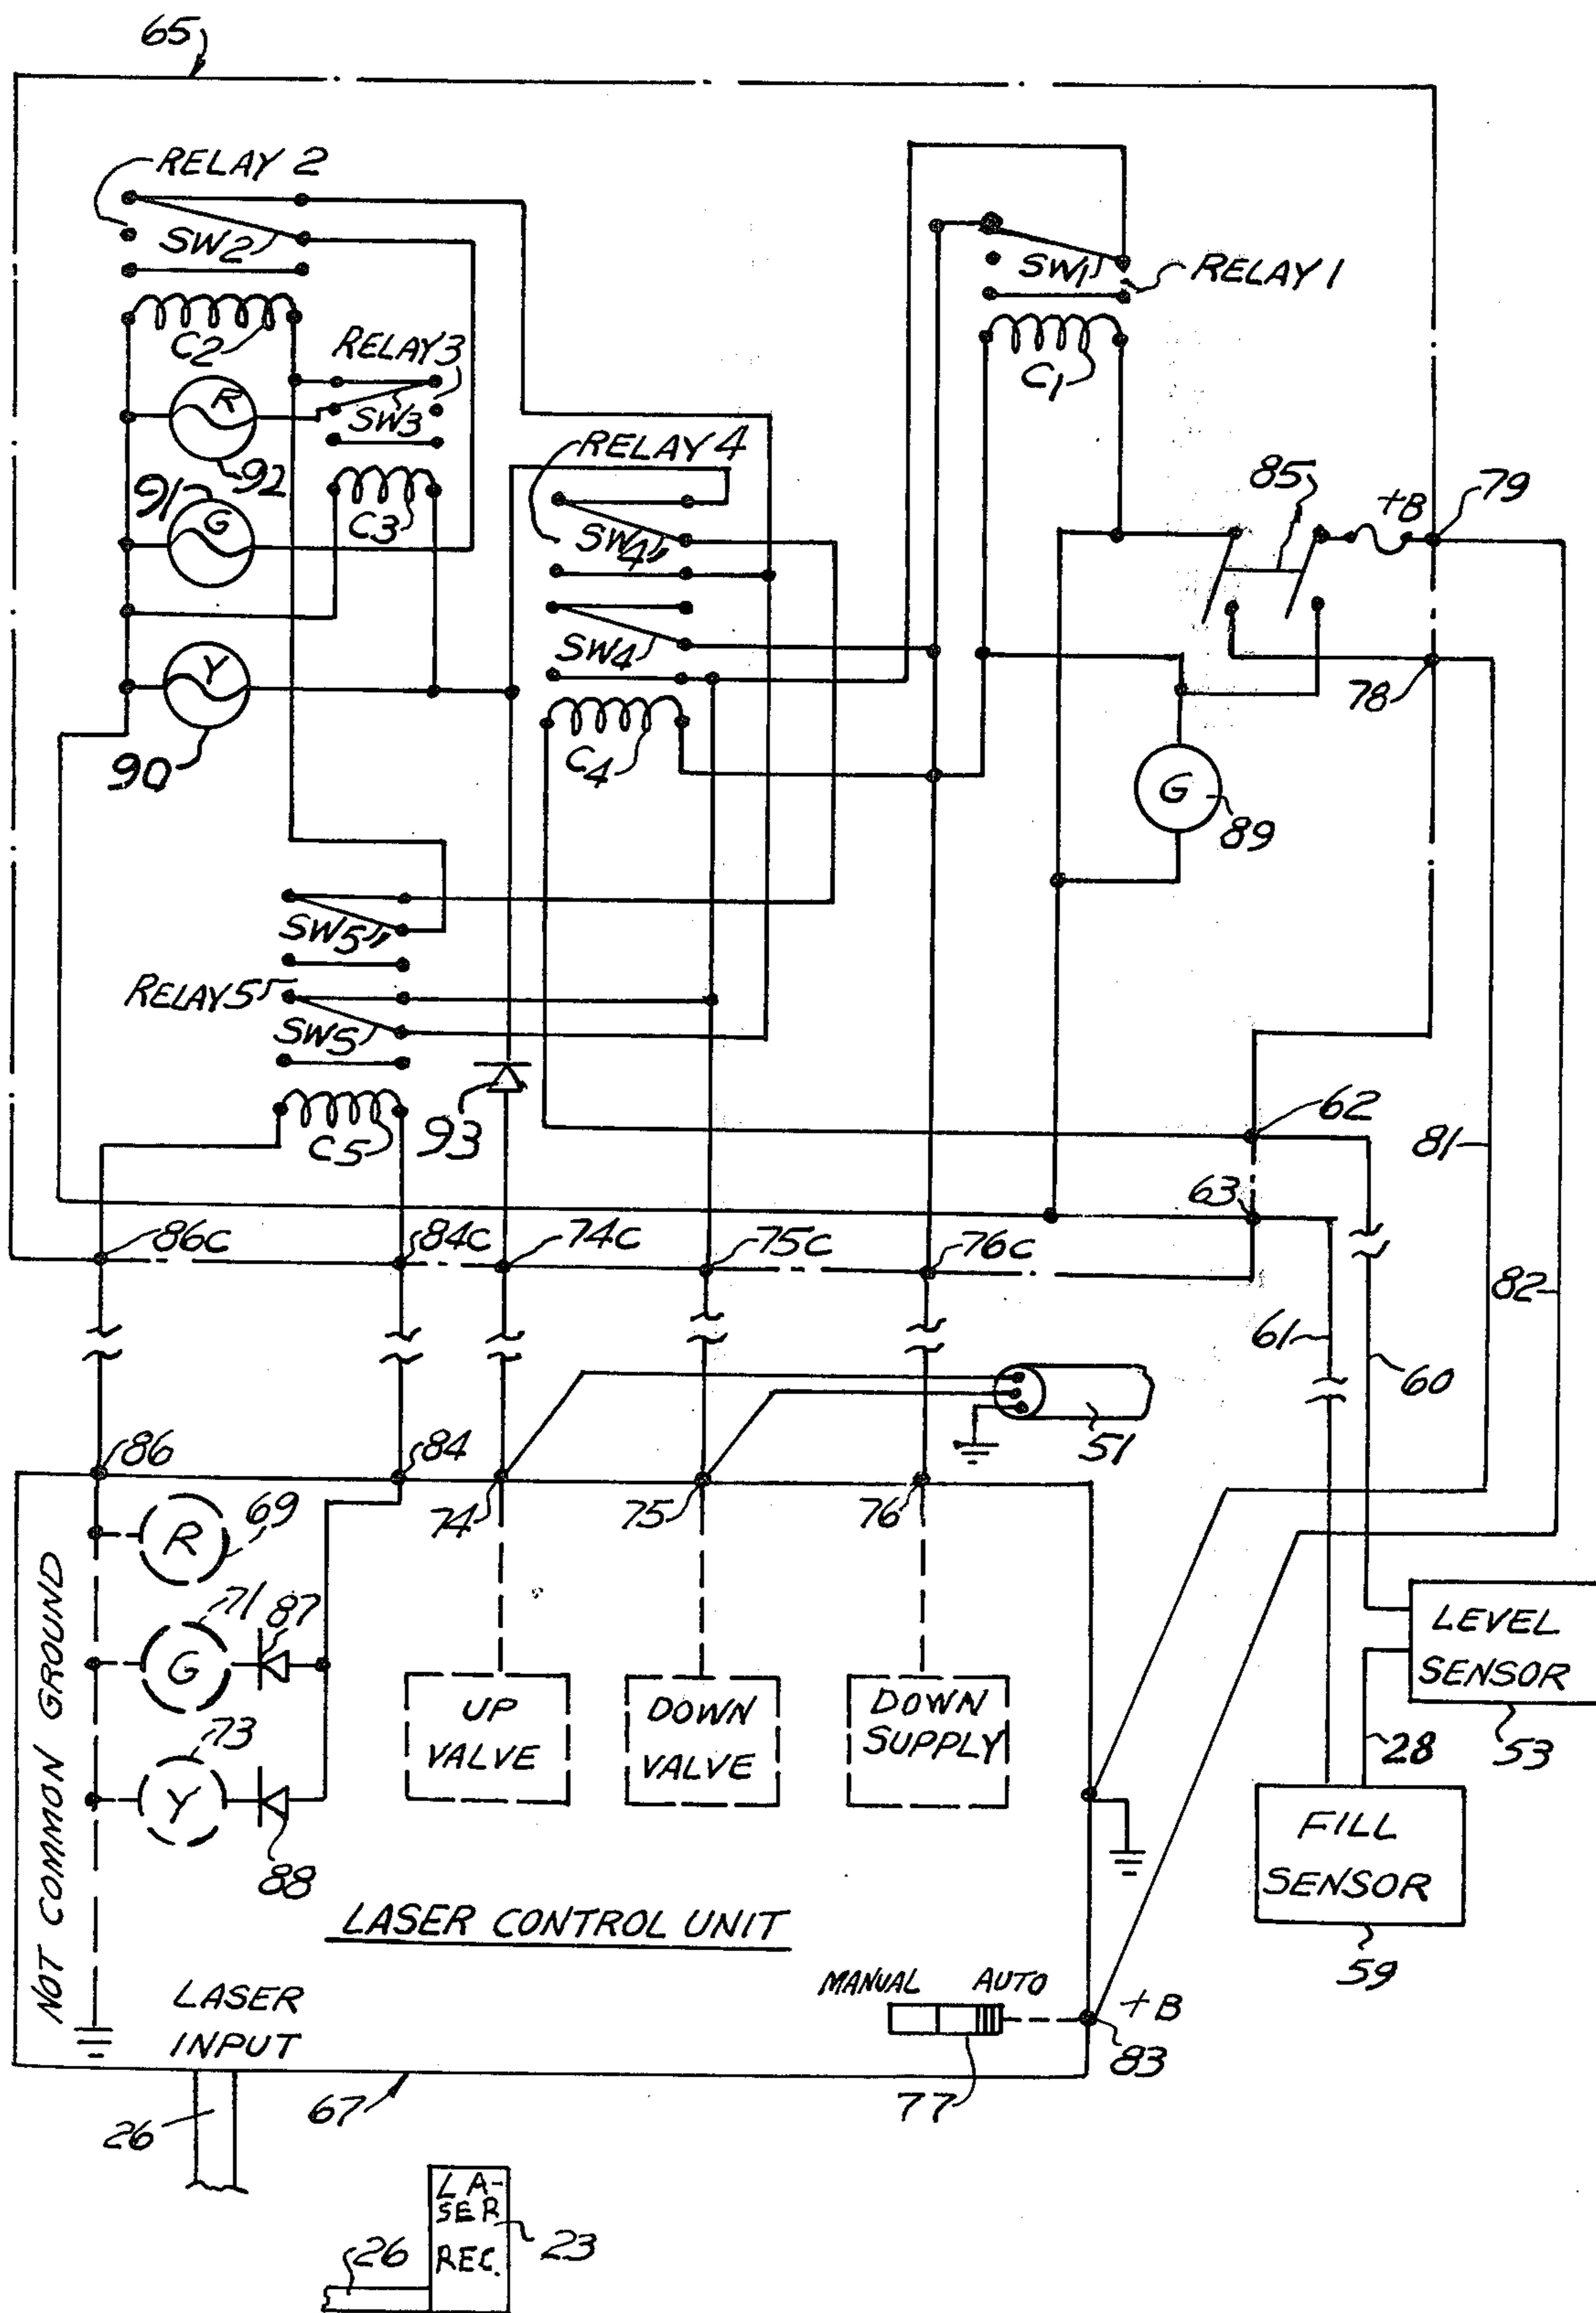 65
RELAY 2
SW2
C2
RELAY 3
R
SW3
92
91
G
C3
Y
90
RELAY 4
SW4"
SW4
C4
SW1
RELAY 1
C1
85
+B
79
78
G
89
SW5"
RELAY 5
SW5
C5
93
62
63
81
82
86C
84C
74C
75C
76C
61
60
51
86
84
74
75
76
R
69
71
87
G
73
Y
88
NOT COMMON GROUND
UP
VALVE
DOWN
VALVE
DOWN
SUPPLY
LEVEL
SENSOR
53
28
FILL
SENSOR
59
LASER CONTROL UNIT
MANUAL AUTO
+B
83
77
LASER
INPUT
26
67
LA-
SER
REC.
23
26